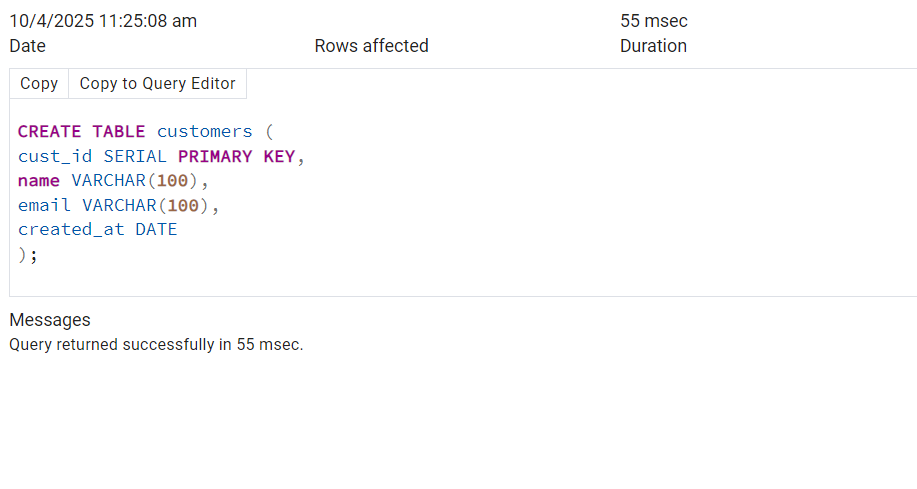 10/4/2025 11:25:08 am 55 msec
Date Rows affected Duration
Copy Copy to Query Editor
CREATE TABLE customers (
cust_id SERIAL PRIMARY KEY,
name VARCHAR(100),
email VARCHAR(100),
created_at DATE
);
Messages
Query returned successfully in 55 msec.